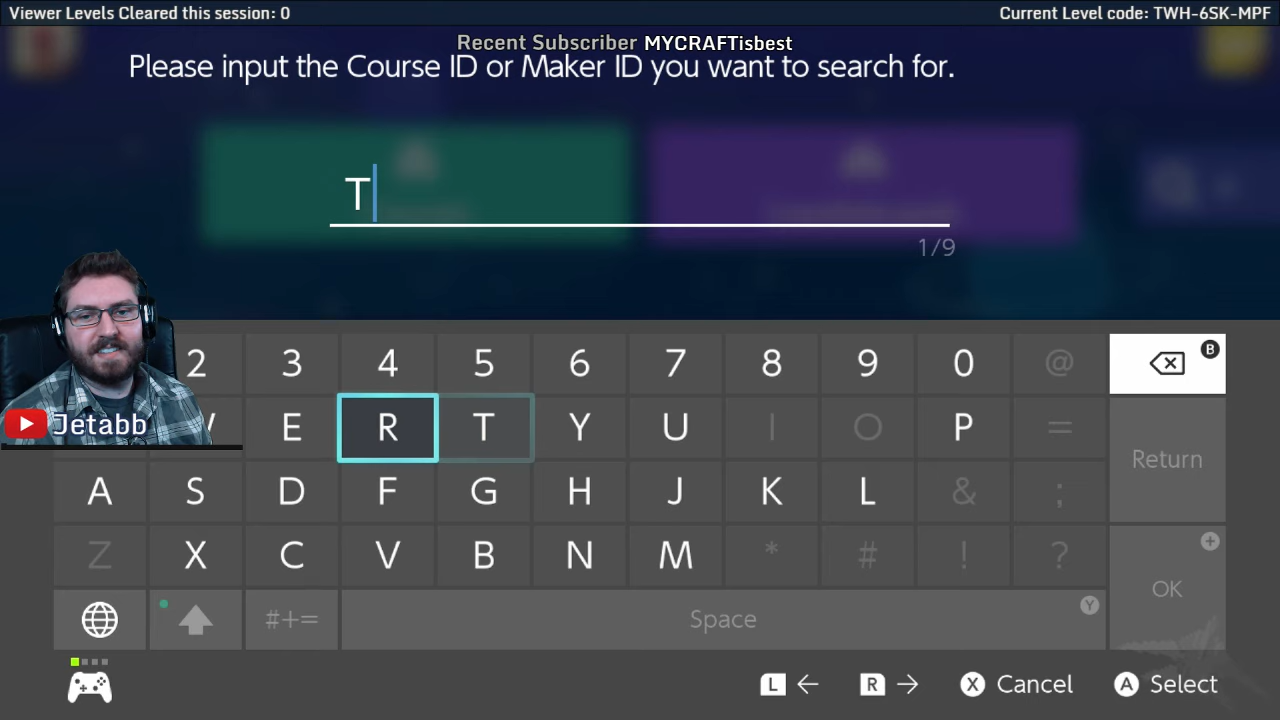 Viewer Levels Cleared this session: 0
Current Level code: TWH-6SK-MPF
Recent Subscriber MYCRAFTisbest
Please input the Course ID or Maker ID you want to search for.
T
1/9
2 3 4 5 6 7 8 9 0 @ B
E R T Y U I O P =
Jetabb
Return
A S D F G H J K L & ;
Z X C V B N M * # ! ? +
OK
#+= Space Y
L ← R → X Cancel A Select